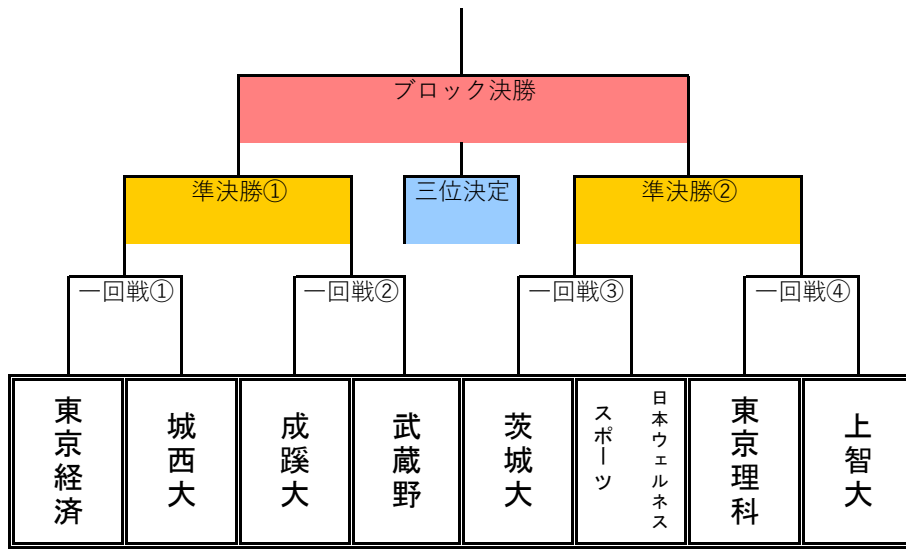 ブロック決勝
準決勝①
三位決定
準決勝②
一回戦①
一回戦②
一回戦③
一回戦④
東京経済
城西大
成蹊大
武蔵野
茨城大
日本ウェルネス
スポーツ
東京理科
上智大